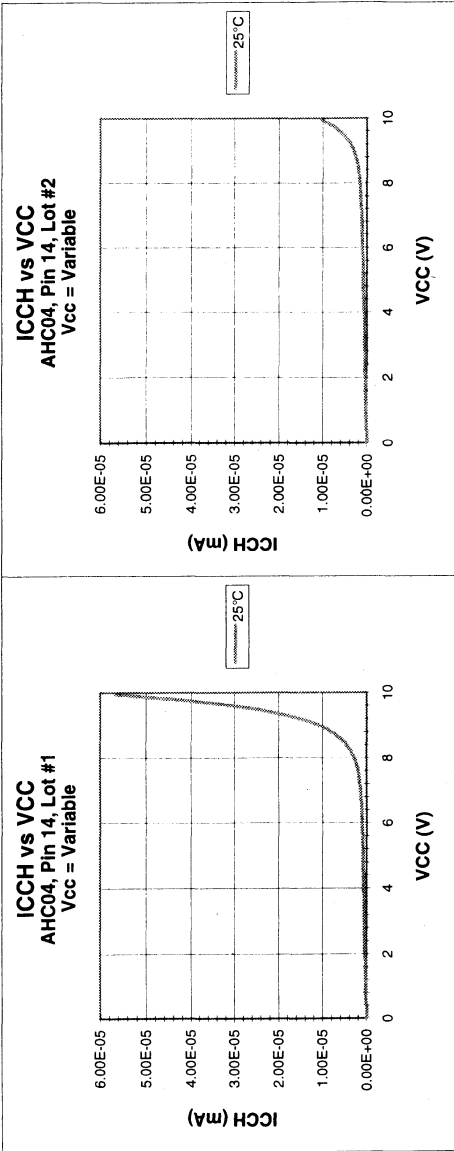 ICCH vs VCC
AHC04, Pin 14, Lot #1
Vcc = Variable
6.00E-05
5.00E-05
4.00E-05
3.00E-05
2.00E-05
1.00E-05
0.00E+00
ICCH (mA)
0 2 4 6 8 10
VCC (V)
25°C
ICCH vs VCC
AHC04, Pin 14, Lot #2
Vcc = Variable
6.00E-05
5.00E-05
4.00E-05
3.00E-05
2.00E-05
1.00E-05
0.00E+00
ICCH (mA)
0 2 4 6 8 10
VCC (V)
25°C